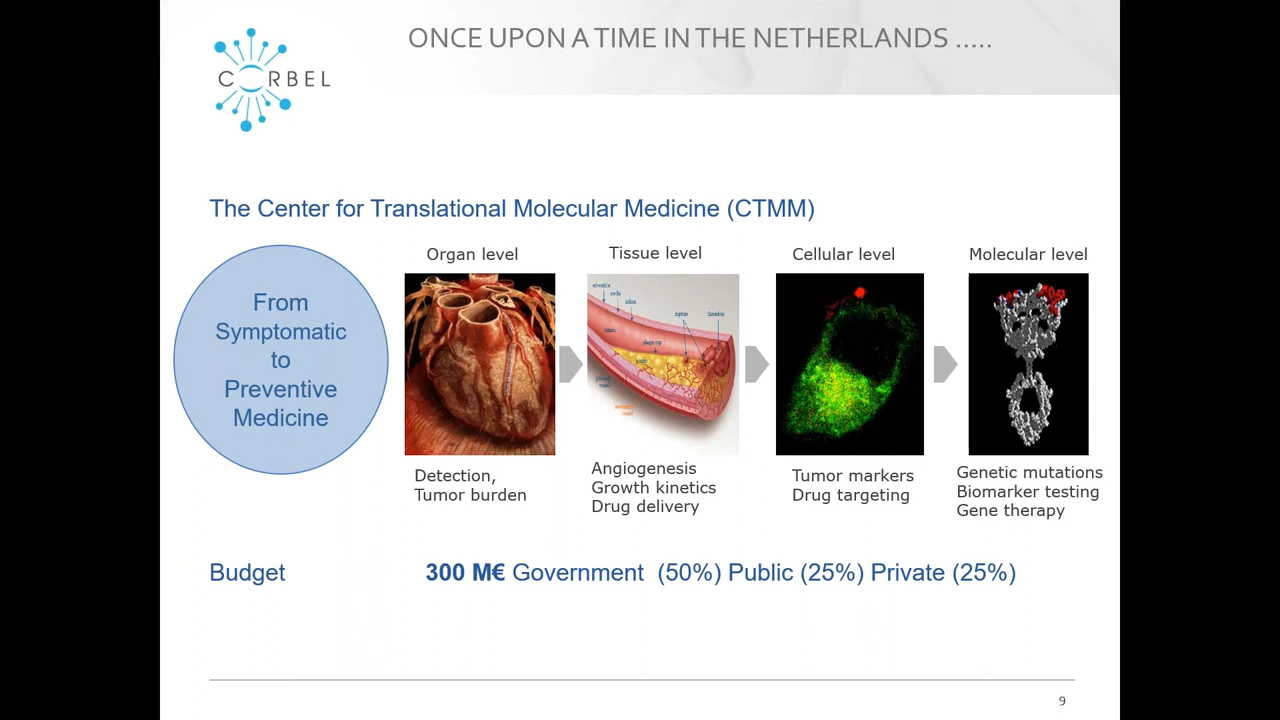 ONCE UPON A TIME IN THE NETHERLANDS .....
CORBEL
The Center for Translational Molecular Medicine (CTMM)
From
Symptomatic
to
Preventive
Medicine
Organ level
Tissue level
Cellular level
Molecular level
Detection,
Tumor burden
Angiogenesis
Growth kinetics
Drug delivery
Tumor markers
Drug targeting
Genetic mutations
Biomarker testing
Gene therapy
Budget
300 M€ Government (50%) Public (25%) Private (25%)
9